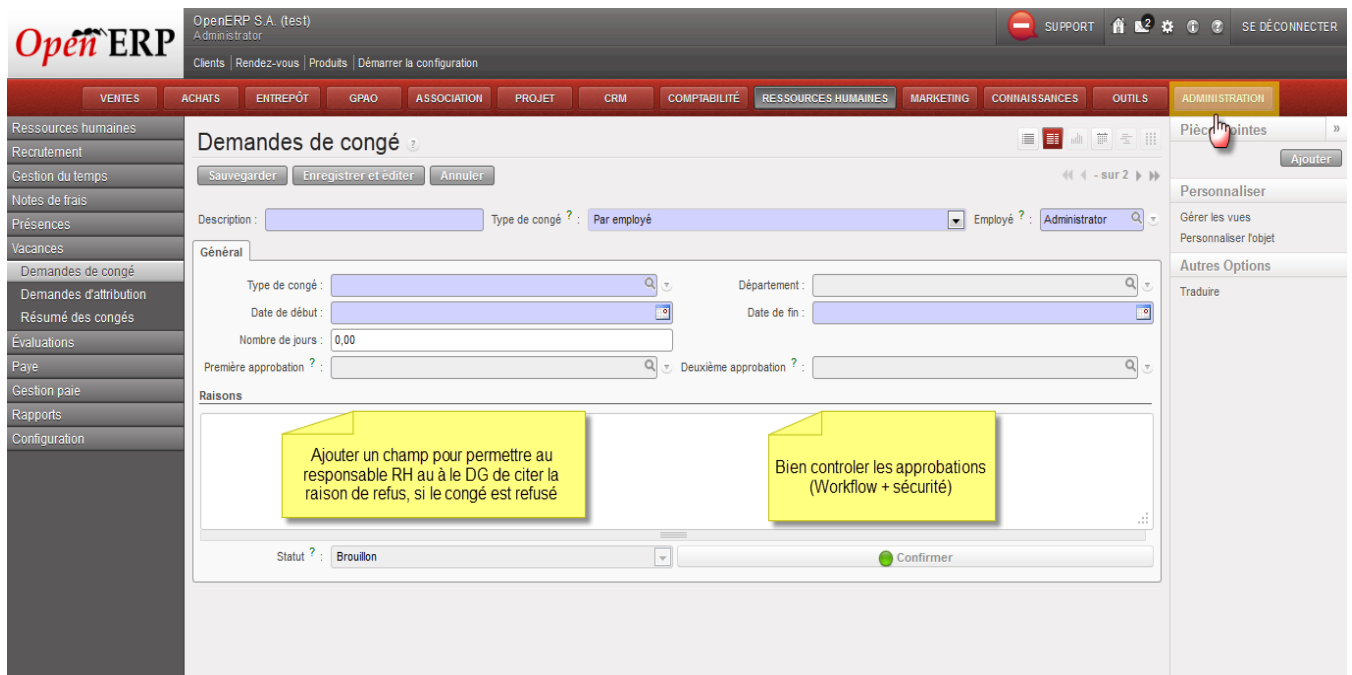 Open ERP
OpenERP S.A. (test)
Administrator
SUPPORT
2
SE DÉCONNECTER
Clients | Rendez-vous | Produits | Démarrer la configuration
VENTES
ACHATS
ENTREPÔT
GPAO
ASSOCIATION
PROJET
CRM
COMPTABILITÉ
RESSOURCES HUMAINES
MARKETING
CONNAISSANCES
OUTILS
ADMINISTRATION
Ressources humaines
Recrutement
Gestion du temps
Notes de frais
Présences
Vacances
Demandes de congé
Demandes d'attribution
Résumé des congés
Évaluations
Paye
Gestion paie
Rapports
Configuration
Demandes de congé ?
Sauvegarder
Enregistrer et éditer
Annuler
- sur 2
Description :
Type de congé ? : Par employé
Employé ? : Administrator
Général
Type de congé :
Département :
Date de début :
Date de fin :
Nombre de jours : 0,00
Première approbation ? :
Deuxième approbation ? :
Raisons
Ajouter un champ pour permettre au
responsable RH au à le DG de citer la
raison de refus, si le congé est refusé
Bien controler les approbations
(Workflow + sécurité)
Statut ? : Brouillon
Confirmer
»
Ajouter
Personnaliser
Gérer les vues
Personnaliser l'objet
Autres Options
Traduire